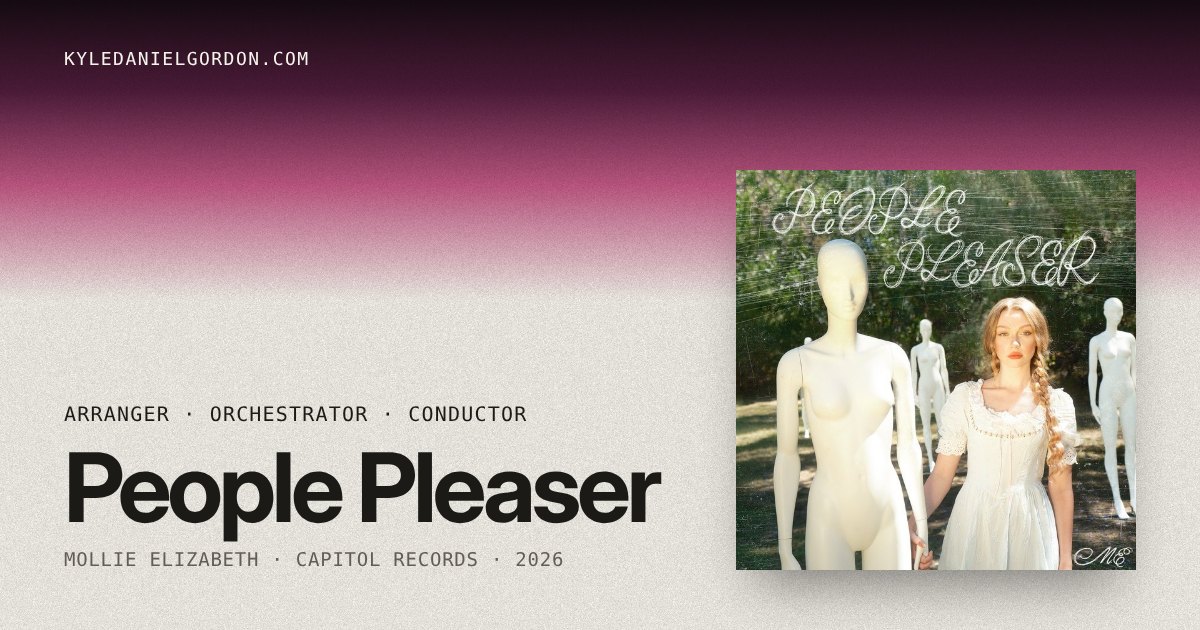 KYLEDANIELGORDON.COM
PEOPLE
PLEASER
ARRANGER · ORCHESTRATOR · CONDUCTOR
People Pleaser
MOLLIE ELIZABETH · CAPITOL RECORDS · 2026
ME